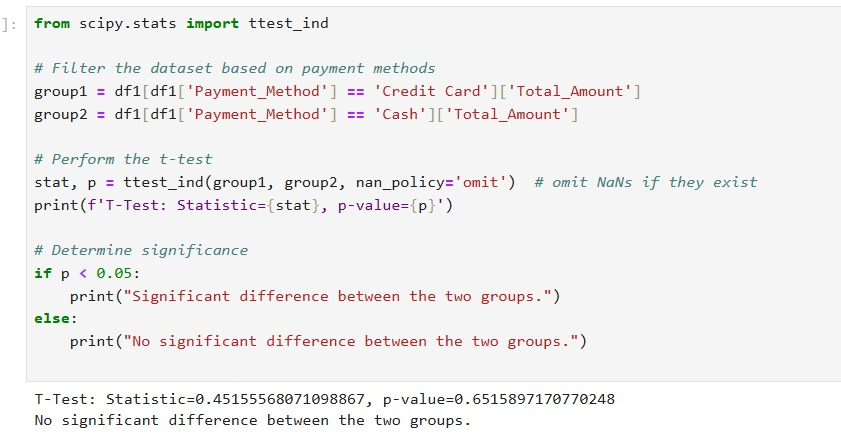 ]:
from scipy.stats import ttest_ind
# Filter the dataset based on payment methods
group1 = df1[df1['Payment_Method'] == 'Credit Card']['Total_Amount']
group2 = df1[df1['Payment_Method'] == 'Cash']['Total_Amount']
# Perform the t-test
stat, p = ttest_ind(group1, group2, nan_policy='omit')  # omit NaNs if they exist
print(f'T-Test: Statistic={stat}, p-value={p}')
# Determine significance
if p < 0.05:
    print("Significant difference between the two groups.")
else:
    print("No significant difference between the two groups.")
T-Test: Statistic=0.45155568071098867, p-value=0.6515897170770248
No significant difference between the two groups.